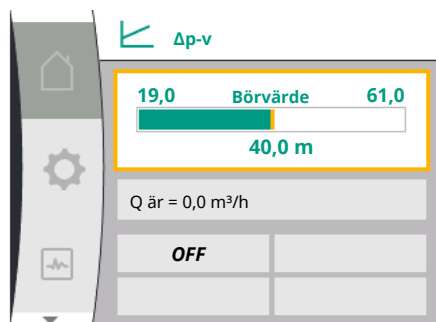 Δp-v
19,0 Börvärde 61,0
40,0 m
Q är = 0,0 m³/h
OFF